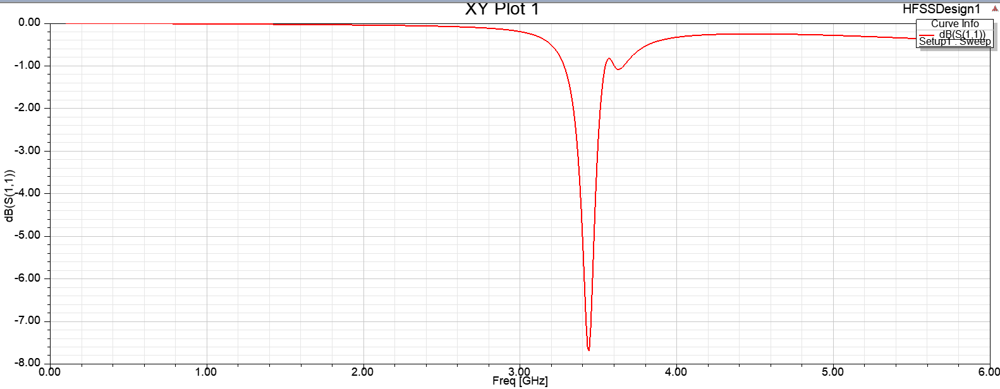 XY Plot 1
HFSSDesign1
Curve Info
dB(S(1,1))
Setup1 : Sweep
0.00
-1.00
-2.00
-3.00
-4.00
-5.00
-6.00
-7.00
-8.00
dB(S(1,1))
0.00 1.00 2.00 3.00 4.00 5.00 6.00
Freq [GHz]